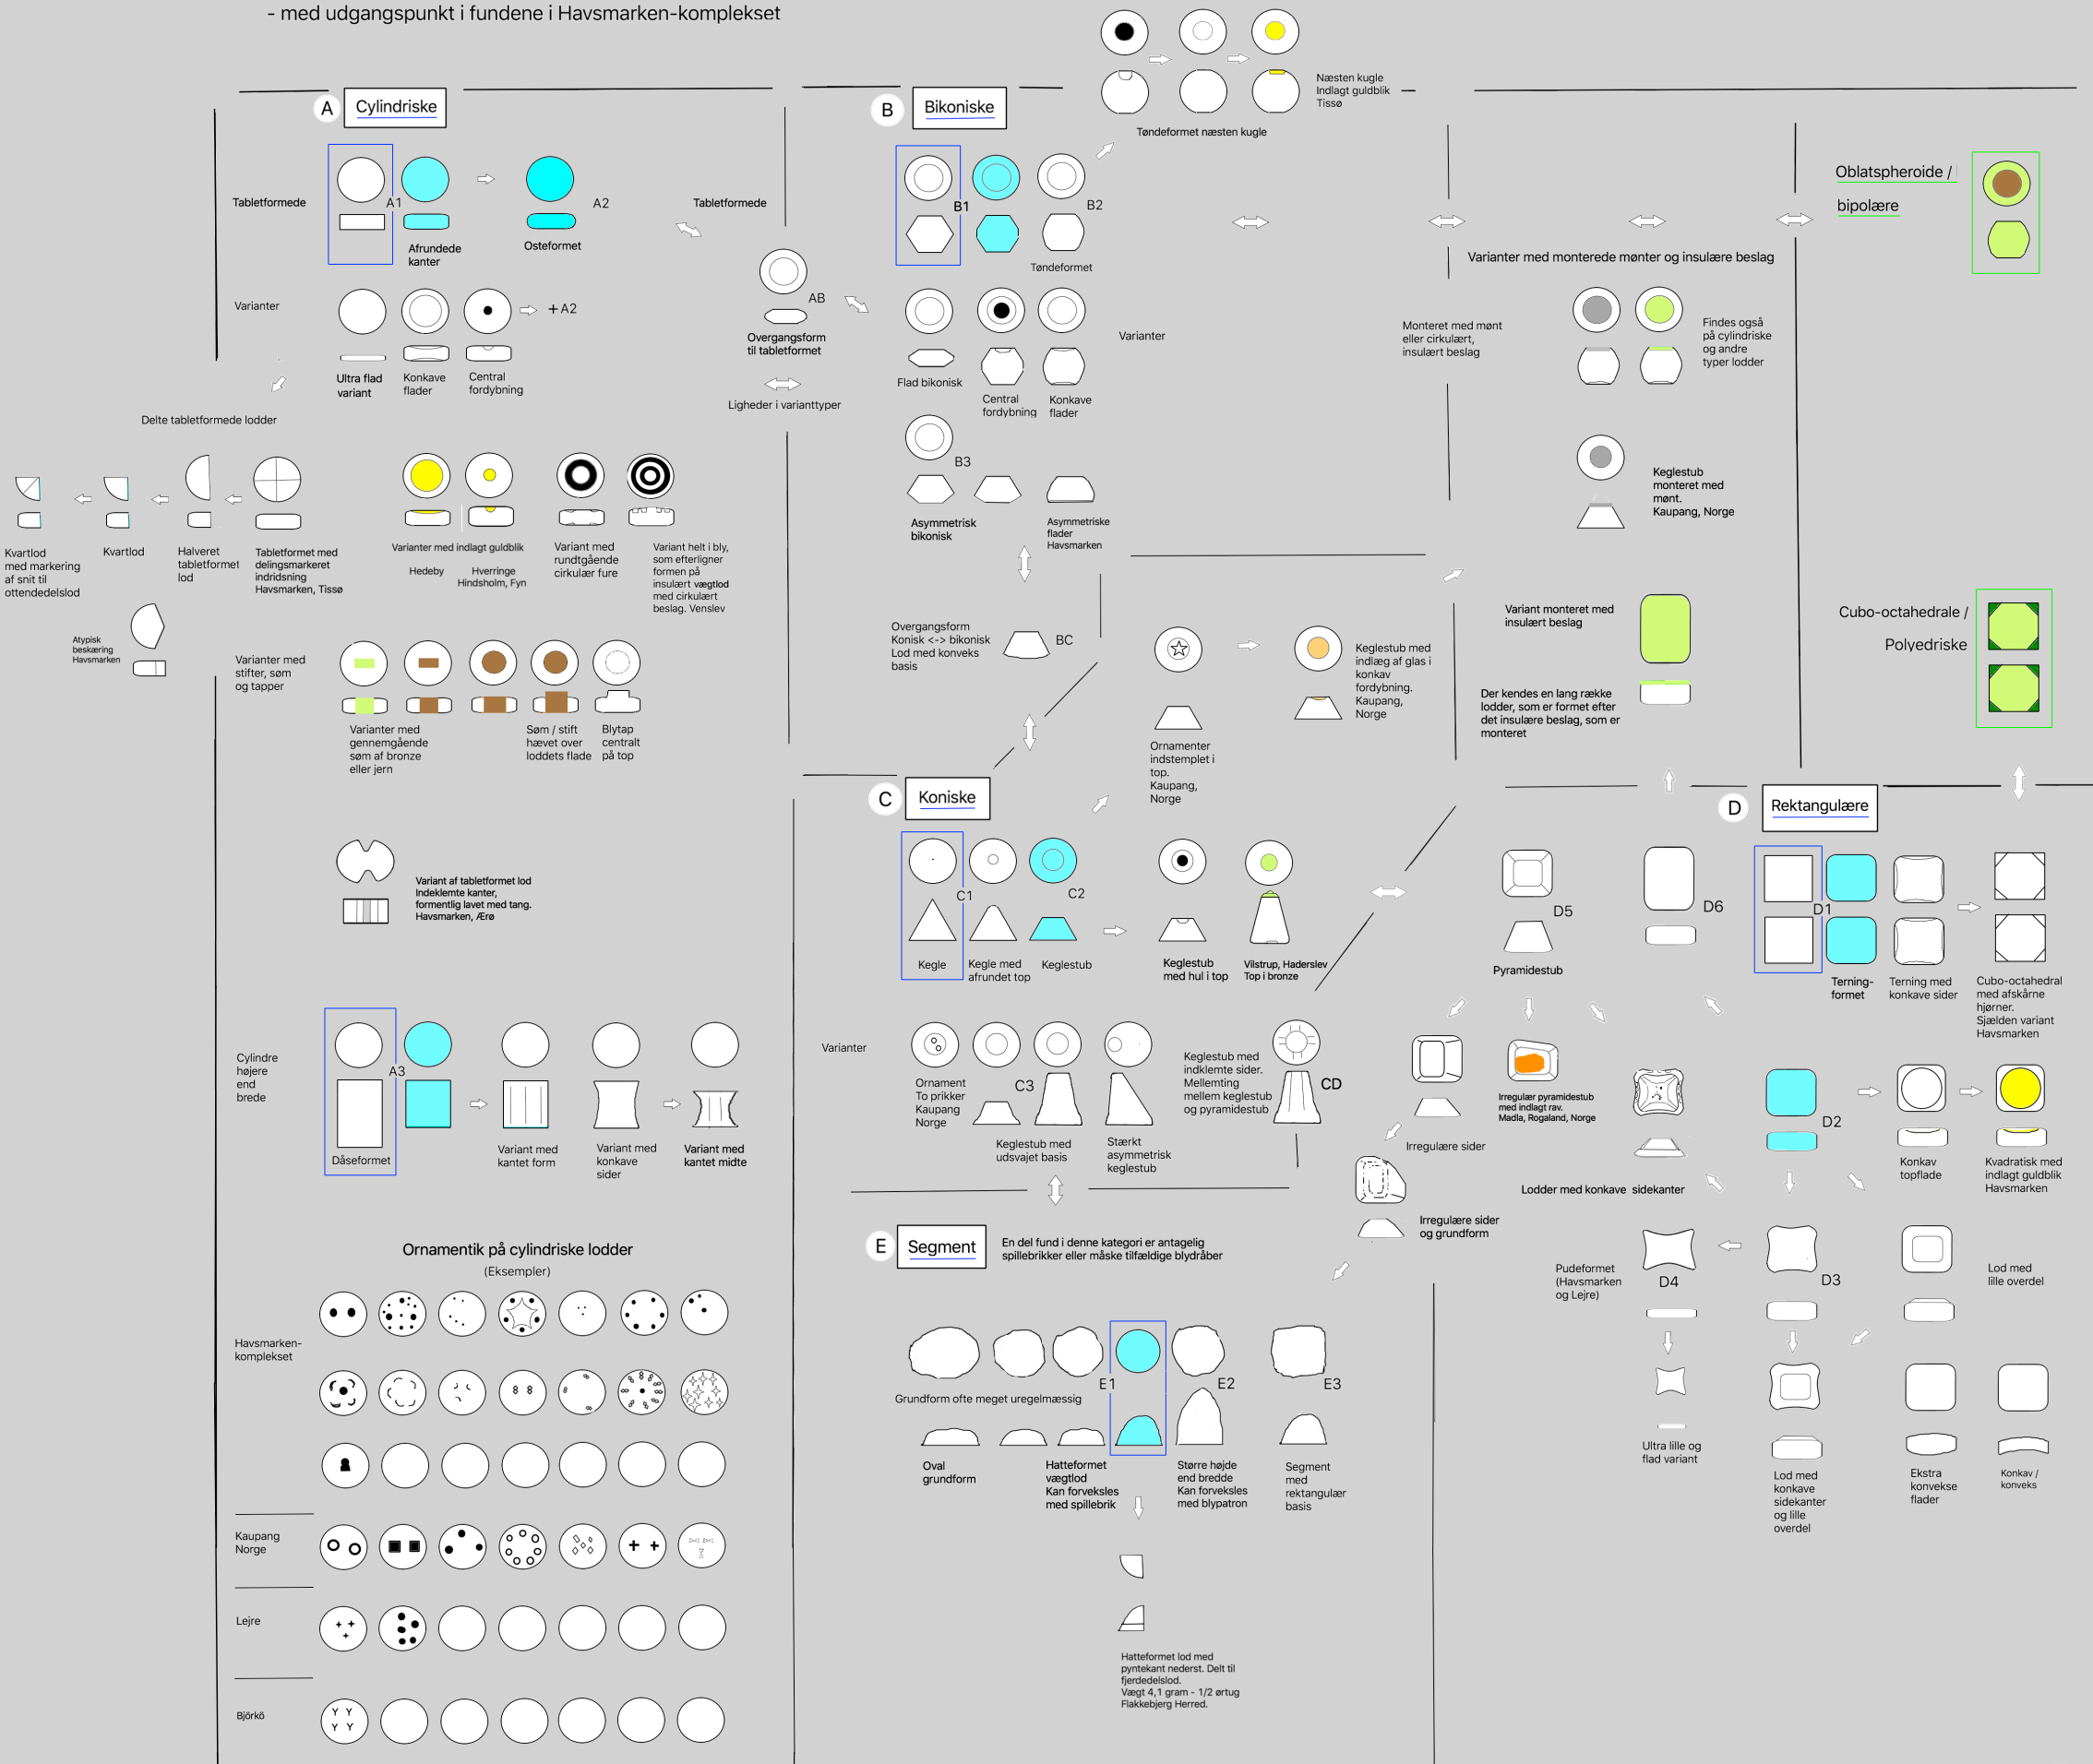 - med udgangspunkt i fundene i Havsmarken-komplekset
A
Cylindriske
Tabletformede
A1
Afrundede
kanter
A2
Osteformet
Tabletformede
Varianter
+A2
Ultra flad
variant
Konkave
flader
Central
fordybning
AB
Overgangsform
til tabletformet
Ligheder i varianttyper
Delte tabletformede lodder
Kvartlod
med markering
af snit til
ottendedelslod
Kvartlod
Halveret
tabletformet
lod
Tabletformet med
delingsmarkeret
indridsning
Havsmarken, Tissø
Varianter med indlagt guldblik
Hedeby
Hverringe
Hindsholm, Fyn
Variant med
rundtgående
cirkulær fure
Variant helt i bly,
som efterligner
formen på
insulært vægtlod
med cirkulært
beslag. Venslev
Atypisk
beskæring
Havsmarken
Varianter med
stifter, søm
og tapper
Varianter med
gennemgående
søm af bronze
eller jern
Søm / stift
hævet over
loddets flade
Blytap
centralt
på top
Variant af tabletformet lod
Indeklemte kanter,
formentlig lavet med tang.
Havsmarken, Ærø
Cylindre
højere
end
brede
A3
Dåseformet
Variant med
kantet form
Variant med
konkave
sider
Variant med
kantet midte
Ornamentik på cylindriske lodder
(Eksempler)
Havsmarken-
komplekset
Kaupang
Norge
Lejre
Björkö
B
Bikoniske
B1
B2
Tøndeformet
Tøndeformet næsten kugle
Næsten kugle
Indlagt guldblik
Tissø
Flad bikonisk
Central
fordybning
Konkave
flader
Varianter
B3
Asymmetrisk
bikonisk
Asymmetriske
flader
Havsmarken
Overgangsform
Konisk <-> bikonisk
Lod med konveks
basis
BC
Ornamenter
indstemplet i
top.
Kaupang,
Norge
Keglestub med
indlæg af glas i
konkav
fordybning.
Kaupang,
Norge
Varianter med monterede mønter og insulære beslag
Monteret med mønt
eller cirkulært,
insulært beslag
Findes også
på cylindriske
og andre
typer lodder
Keglestub
monteret med
mønt.
Kaupang, Norge
Variant monteret med
insulært beslag
Der kendes en lang række
lodder, som er formet efter
det insulære beslag, som er
monteret
Oblatspheroide /
bipolære
Cubo-octahedrale /
Polyedriske
C
Koniske
C1
C2
Kegle
Kegle med
afrundet top
Keglestub
Keglestub
med hul i top
Vilstrup, Haderslev
Top i bronze
Varianter
Ornament
To prikker
Kaupang
Norge
C3
Keglestub med
udsvajet basis
Stærkt
asymmetrisk
keglestub
Keglestub med
indklemte sider.
Mellemting
mellem keglestub
og pyramidestub
CD
D
Rektangulære
D5
Pyramidestub
D6
D1
Terning-
formet
Terning med
konkave sider
Cubo-octahedral
med afskårne
hjørner.
Sjælden variant
Havsmarken
Irregulære sider
Irregulær pyramidestub
med indlagt rav.
Madla, Rogaland, Norge
D2
Konkav
topflade
Kvadratisk med
indlagt guldblik
Havsmarken
Lodder med konkave sidekanter
Irregulære sider
og grundform
Pudeformet
(Havsmarken
og Lejre)
D4
D3
Lod med
lille overdel
Ultra lille og
flad variant
Lod med
konkave
sidekanter
og lille
overdel
Ekstra
konvekse
flader
Konkav /
konveks
E
Segment
En del fund i denne kategori er antagelig
spillebrikker eller måske tilfældige blydråber
E1
E2
E3
Grundform ofte meget uregelmæssig
Oval
grundform
Hatteformet
vægtlod
Kan forveksles
med spillebrik
Større højde
end bredde
Kan forveksles
med blypatron
Segment
med
rektangulær
basis
Hatteformet lod med
pyntekant nederst. Delt til
fjerdedelslod.
Vægt 4,1 gram - 1/2 ørtug
Flakkebjerg Herred.